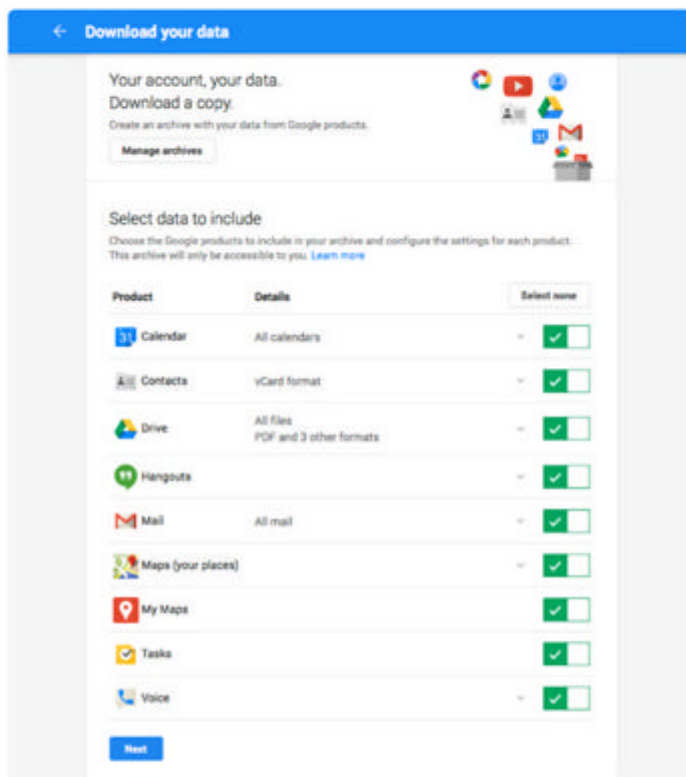 Download your data
Your account, your data.
Download a copy.
Create an archive with your data from Google products.
Manage archives
Select data to include
Choose the Google products to include in your archive and configure the settings for each product.
This archive will only be accessible to you. Learn more
Product Details Select none
31 Calendar All calendars
Contacts vCard format
Drive All files
PDF and 3 other formats
Hangouts
Mail All mail
Maps (your places)
My Maps
Tasks
Voice
Next